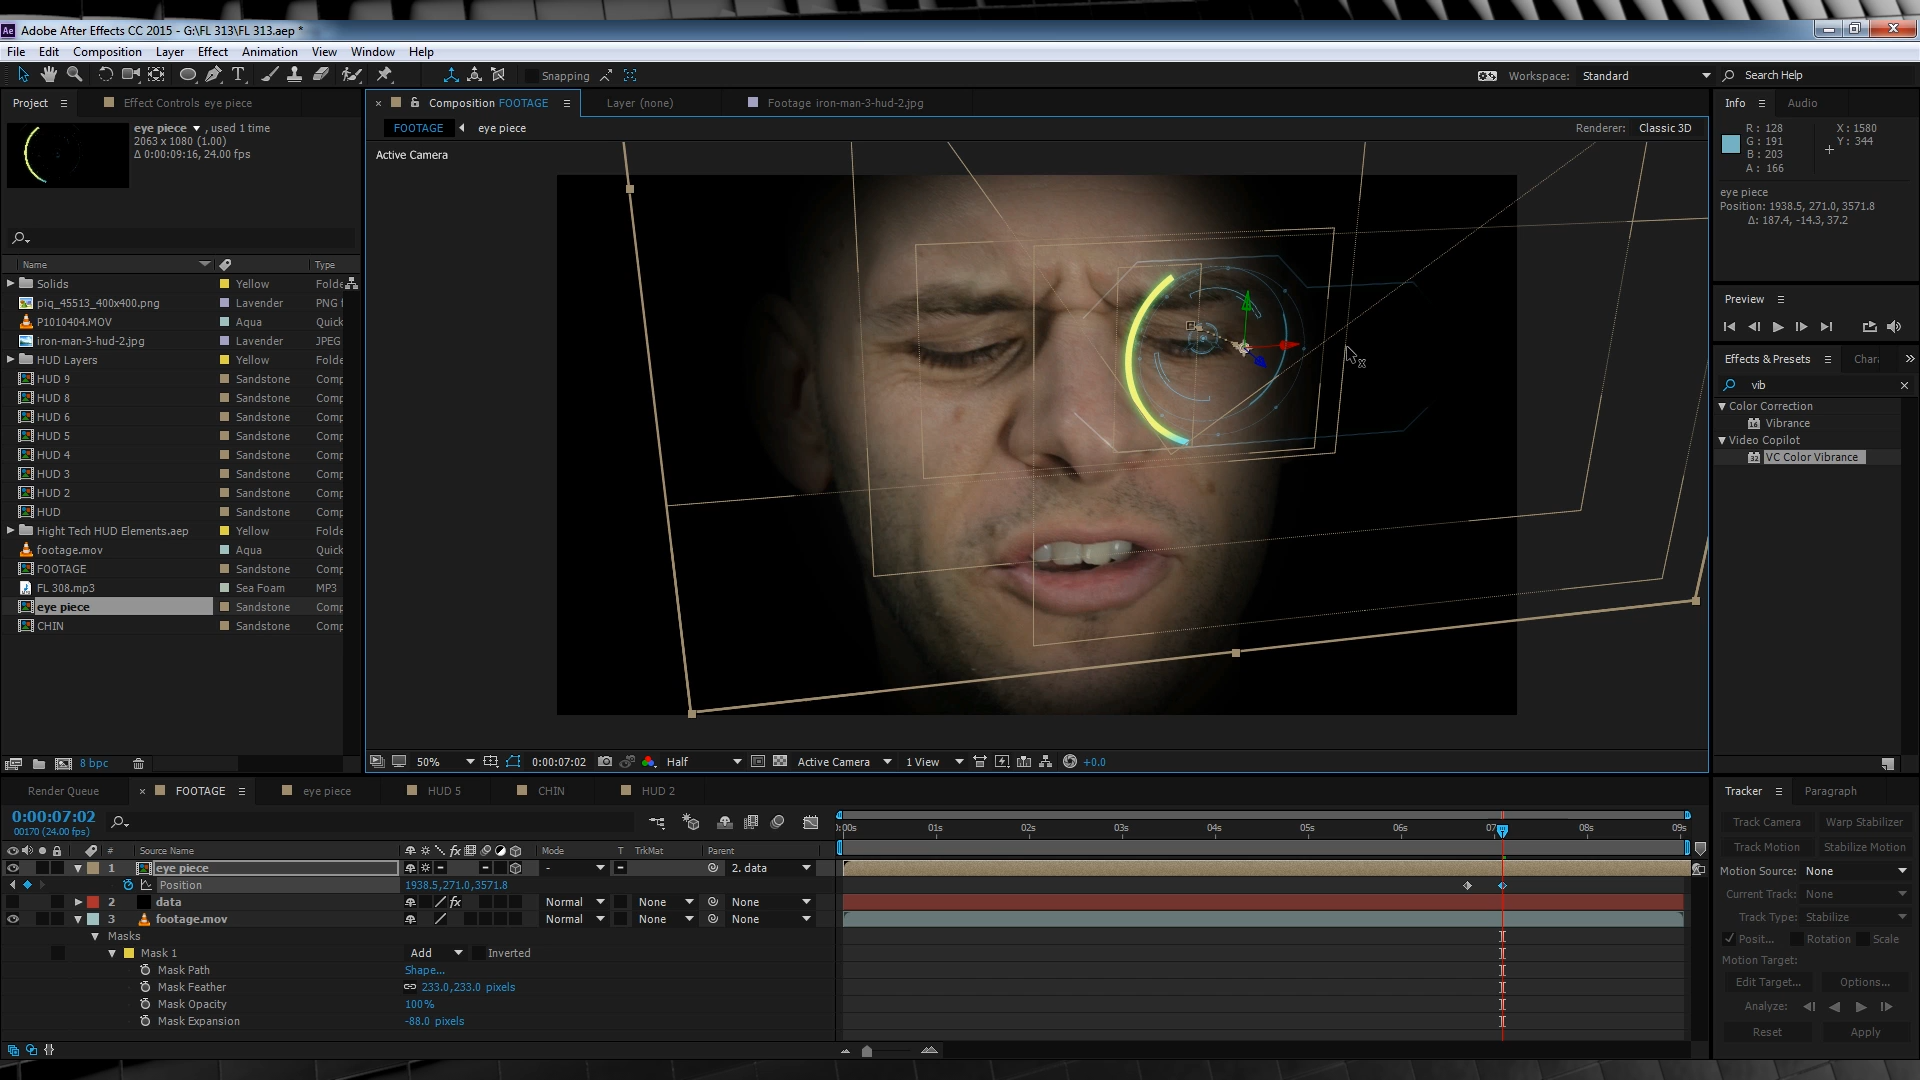 Adobe After Effects CC 2015 - G:\FL 313\FL 313.aep *
File Edit Composition Layer Effect Animation View Window Help
Snapping
Workspace: Standard
Search Help
Project
Effect Controls eye piece
eye piece , used 1 time
2063 x 1080 (1.00)
Δ 0:00:09:16, 24.00 fps
Name Type
Solids Yellow Folde
piq_45513_400x400.png Lavender PNG f
P1010404.MOV Aqua Quick
iron-man-3-hud-2.jpg Lavender JPEG
HUD Layers Yellow Folde
HUD 9 Sandstone Comp
HUD 8 Sandstone Comp
HUD 6 Sandstone Comp
HUD 5 Sandstone Comp
HUD 4 Sandstone Comp
HUD 3 Sandstone Comp
HUD 2 Sandstone Comp
HUD Sandstone Comp
Hight Tech HUD Elements.aep Yellow Folde
footage.mov Aqua Quick
FOOTAGE Sandstone Comp
FL 308.mp3 Sea Foam MP3
eye piece Sandstone Comp
CHIN Sandstone Comp
8 bpc
Composition FOOTAGE
Layer (none)
Footage iron-man-3-hud-2.jpg
FOOTAGE eye piece
Renderer: Classic 3D
Active Camera
50% 0:00:07:02 Half Active Camera 1 View +0.0
Info Audio
R : 128 X : 1580
G : 191 Y : 344
B : 203
A : 166
eye piece
Position: 1938.5, 271.0, 3571.8
Δ: 187.4, -14.3, 37.2
Preview
Effects & Presets Chara
vib
Color Correction
Vibrance
Video Copilot
VC Color Vibrance
Render Queue FOOTAGE eye piece HUD 5 CHIN HUD 2
0:00:07:02
00170 (24.00 fps)
# Source Name Mode T TrkMat Parent
1 eye piece - 2. data
Position 1938.5,271.0,3571.8
2 data Normal None None
3 footage.mov Normal None None
Masks
Mask 1 Add Inverted
Mask Path Shape...
Mask Feather 233.0,233.0 pixels
Mask Opacity 100%
Mask Expansion -88.0 pixels
:00s 01s 02s 03s 04s 05s 06s 07 08s 09s
Tracker Paragraph
Track Camera Warp Stabilizer
Track Motion Stabilize Motion
Motion Source: None
Current Track: None
Track Type: Stabilize
Posit... Rotation Scale
Motion Target:
Edit Target... Options...
Analyze:
Reset Apply